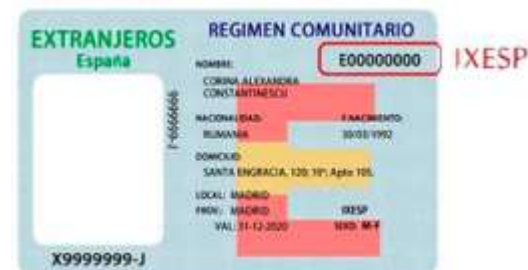 EXTRANJEROS
España
REGIMEN COMUNITARIO
NOMBRE:
E00000000
IXESP
CORINA ALEXANDRA
CONSTANTINESCU
NACIONALIDAD:
F.NACIMIENTO:
RUMANIA
30/03/1992
DOMICILIO:
SANTA ENGRACIA, 120; 10º; Apto 105.
LOCAL: MADRID
PROV.: MADRID
IXESP
VAL: 31-12-2020
SEXO: M-F
X9999999-J